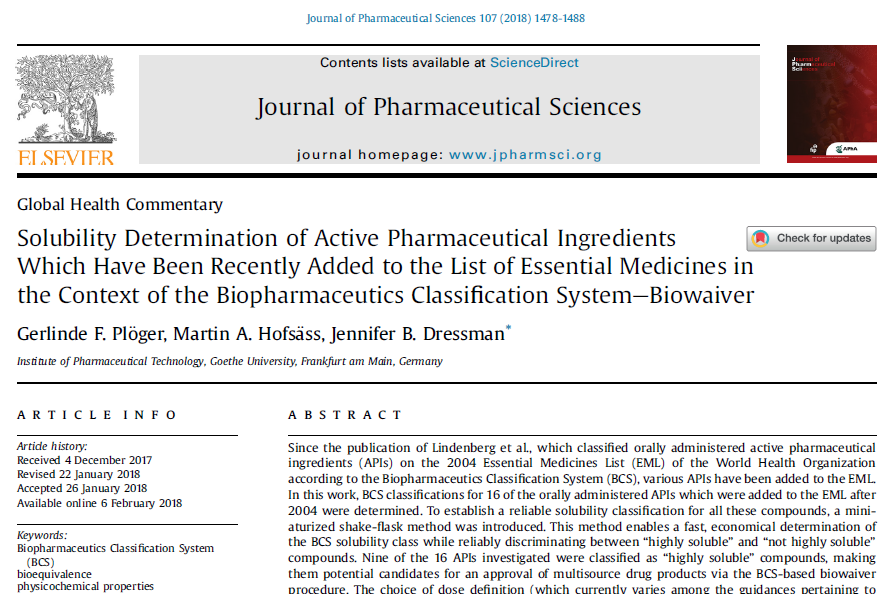 Journal of Pharmaceutical Sciences 107 (2018) 1478-1488
Contents lists available at ScienceDirect
Journal of Pharmaceutical Sciences
journal homepage: www.jpharmsci.org
ELSEVIER
Journal of
Pharmaceutical
Sciences
APhA
Global Health Commentary
Solubility Determination of Active Pharmaceutical Ingredients
Which Have Been Recently Added to the List of Essential Medicines in
the Context of the Biopharmaceutics Classification System—Biowaiver
Check for updates
Gerlinde F. Plöger, Martin A. Hofsäss, Jennifer B. Dressman*
Institute of Pharmaceutical Technology, Goethe University, Frankfurt am Main, Germany
ARTICLE INFO
Article history:
Received 4 December 2017
Revised 22 January 2018
Accepted 26 January 2018
Available online 6 February 2018
Keywords:
Biopharmaceutics Classification System
(BCS)
bioequivalence
physicochemical properties
ABSTRACT
Since the publication of Lindenberg et al., which classified orally administered active pharmaceutical
ingredients (APIs) on the 2004 Essential Medicines List (EML) of the World Health Organization
according to the Biopharmaceutics Classification System (BCS), various APIs have been added to the EML.
In this work, BCS classifications for 16 of the orally administered APIs which were added to the EML after
2004 were determined. To establish a reliable solubility classification for all these compounds, a mini-
aturized shake-flask method was introduced. This method enables a fast, economical determination of
the BCS solubility class while reliably discriminating between “highly soluble” and “not highly soluble”
compounds. Nine of the 16 APIs investigated were classified as “highly soluble” compounds, making
them potential candidates for an approval of multisource drug products via the BCS-based biowaiver
procedure. The choice of dose definition (which currently varies among the guidances pertaining to